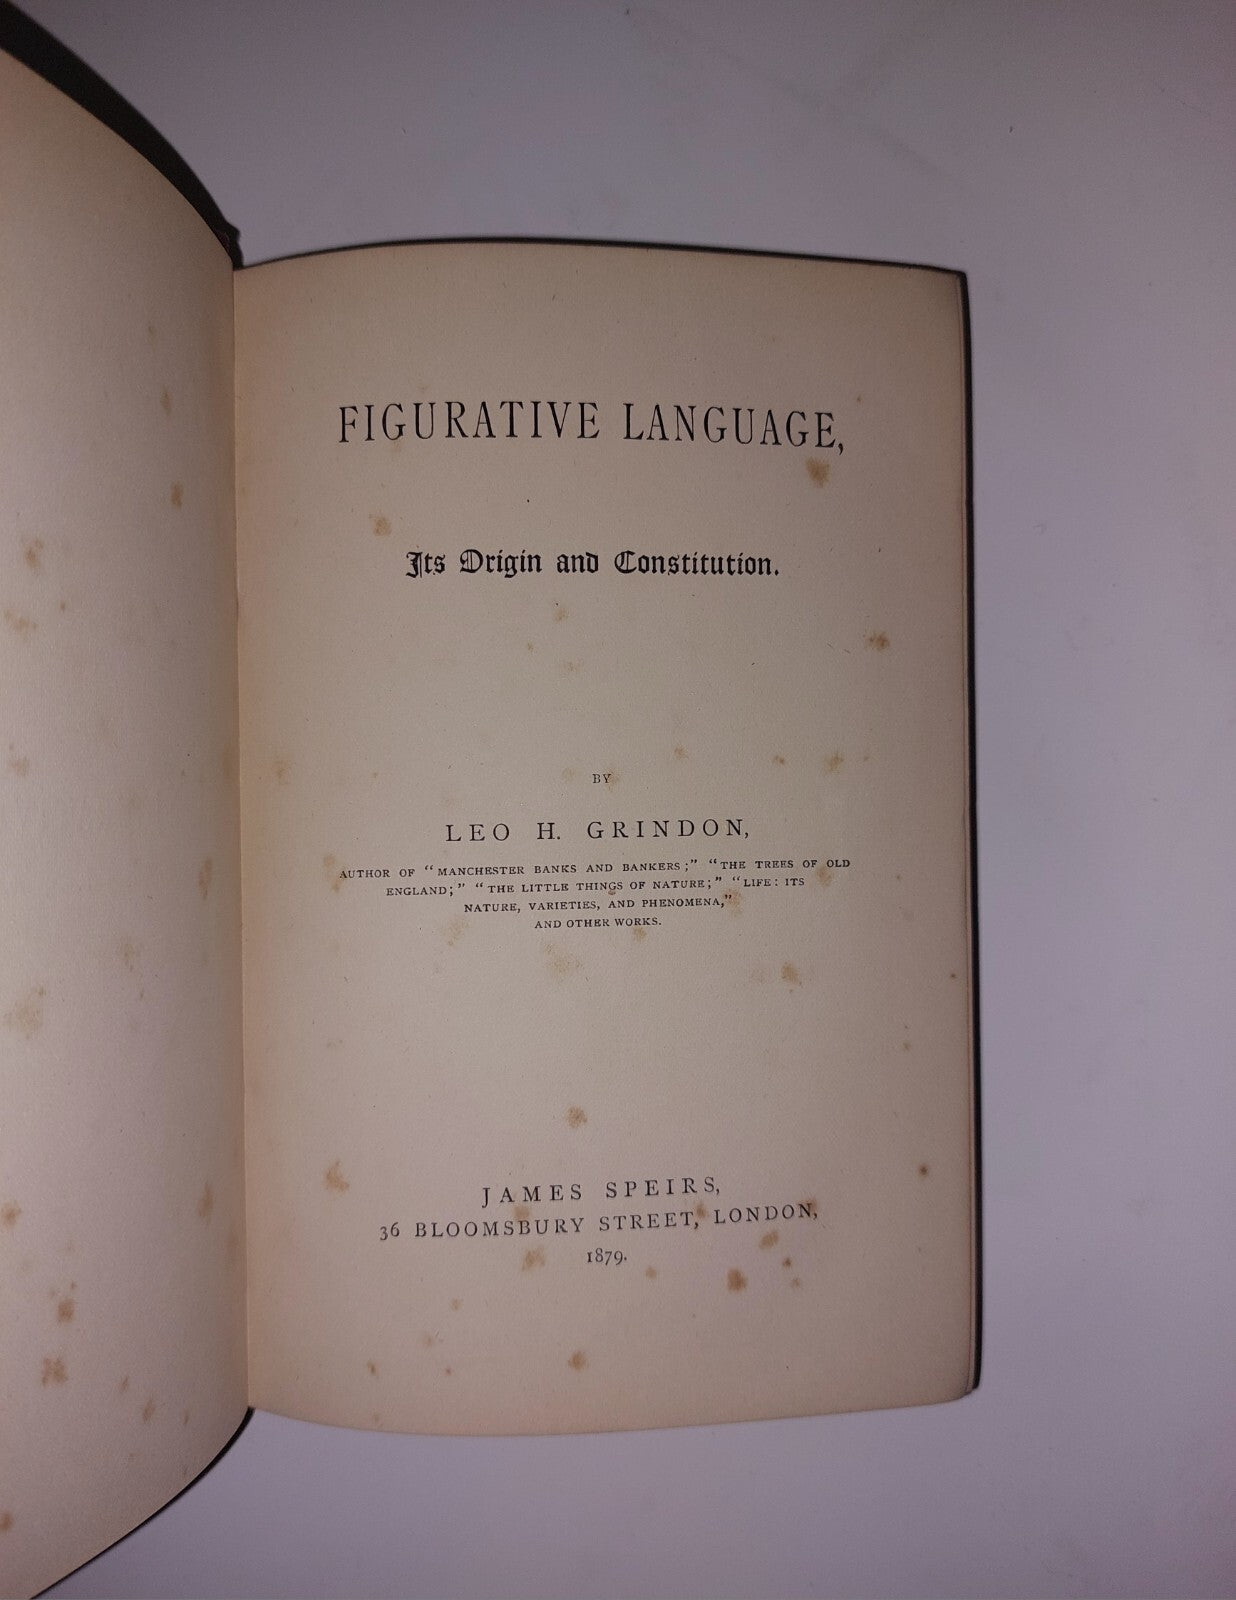 FIGURATIVE LANGUAGE,
Its Origin and Constitution.
BY
LEO H. GRINDON,
AUTHOR OF "MANCHESTER BANKS AND BANKERS;" "THE TREES OF OLD
ENGLAND;" "THE LITTLE THINGS OF NATURE;" "LIFE: ITS
NATURE, VARIETIES, AND PHENOMENA,"
AND OTHER WORKS.
JAMES SPEIRS,
36 BLOOMSBURY STREET, LONDON,
1879.